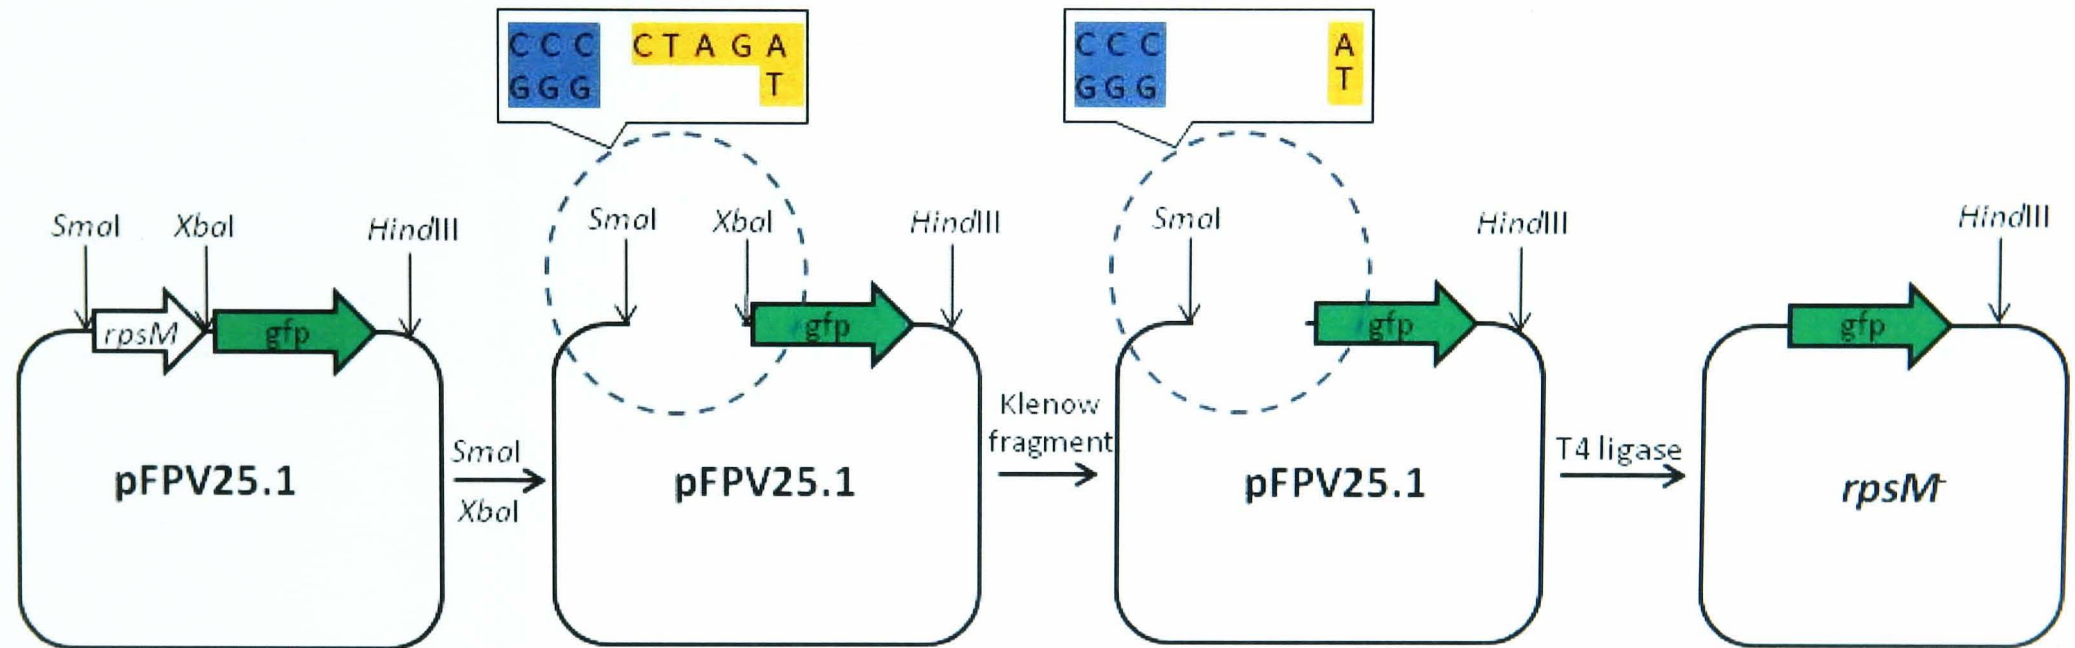 C C C C T A G A
G G G T
C C C A
G G G T
SmaI XbaI HindIII
rpsM gfp
pFPV25.1
SmaI
XbaI
SmaI XbaI HindIII
gfp
pFPV25.1
Klenow
fragment
SmaI HindIII
gfp
pFPV25.1
T4 ligase
HindIII
gfp
rpsM-